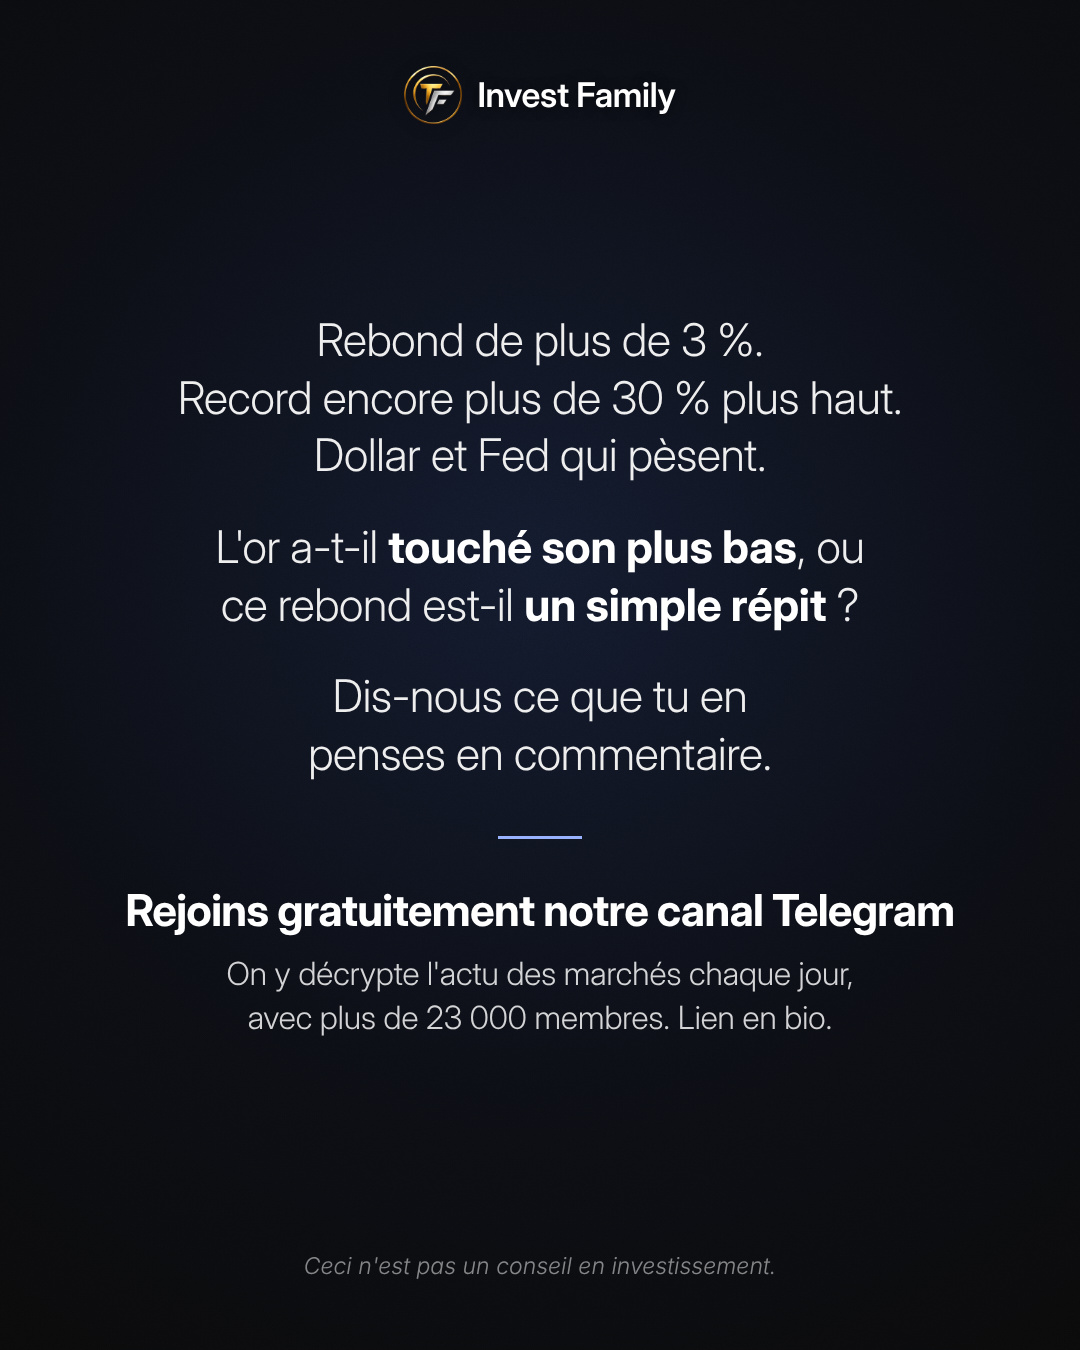 TF Invest Family
Rebond de plus de 3 %.
Record encore plus de 30 % plus haut.
Dollar et Fed qui pèsent.
L'or a-t-il touché son plus bas, ou
ce rebond est-il un simple répit ?
Dis-nous ce que tu en
penses en commentaire.
Rejoins gratuitement notre canal Telegram
On y décrypte l'actu des marchés chaque jour,
avec plus de 23 000 membres. Lien en bio.
Ceci n'est pas un conseil en investissement.